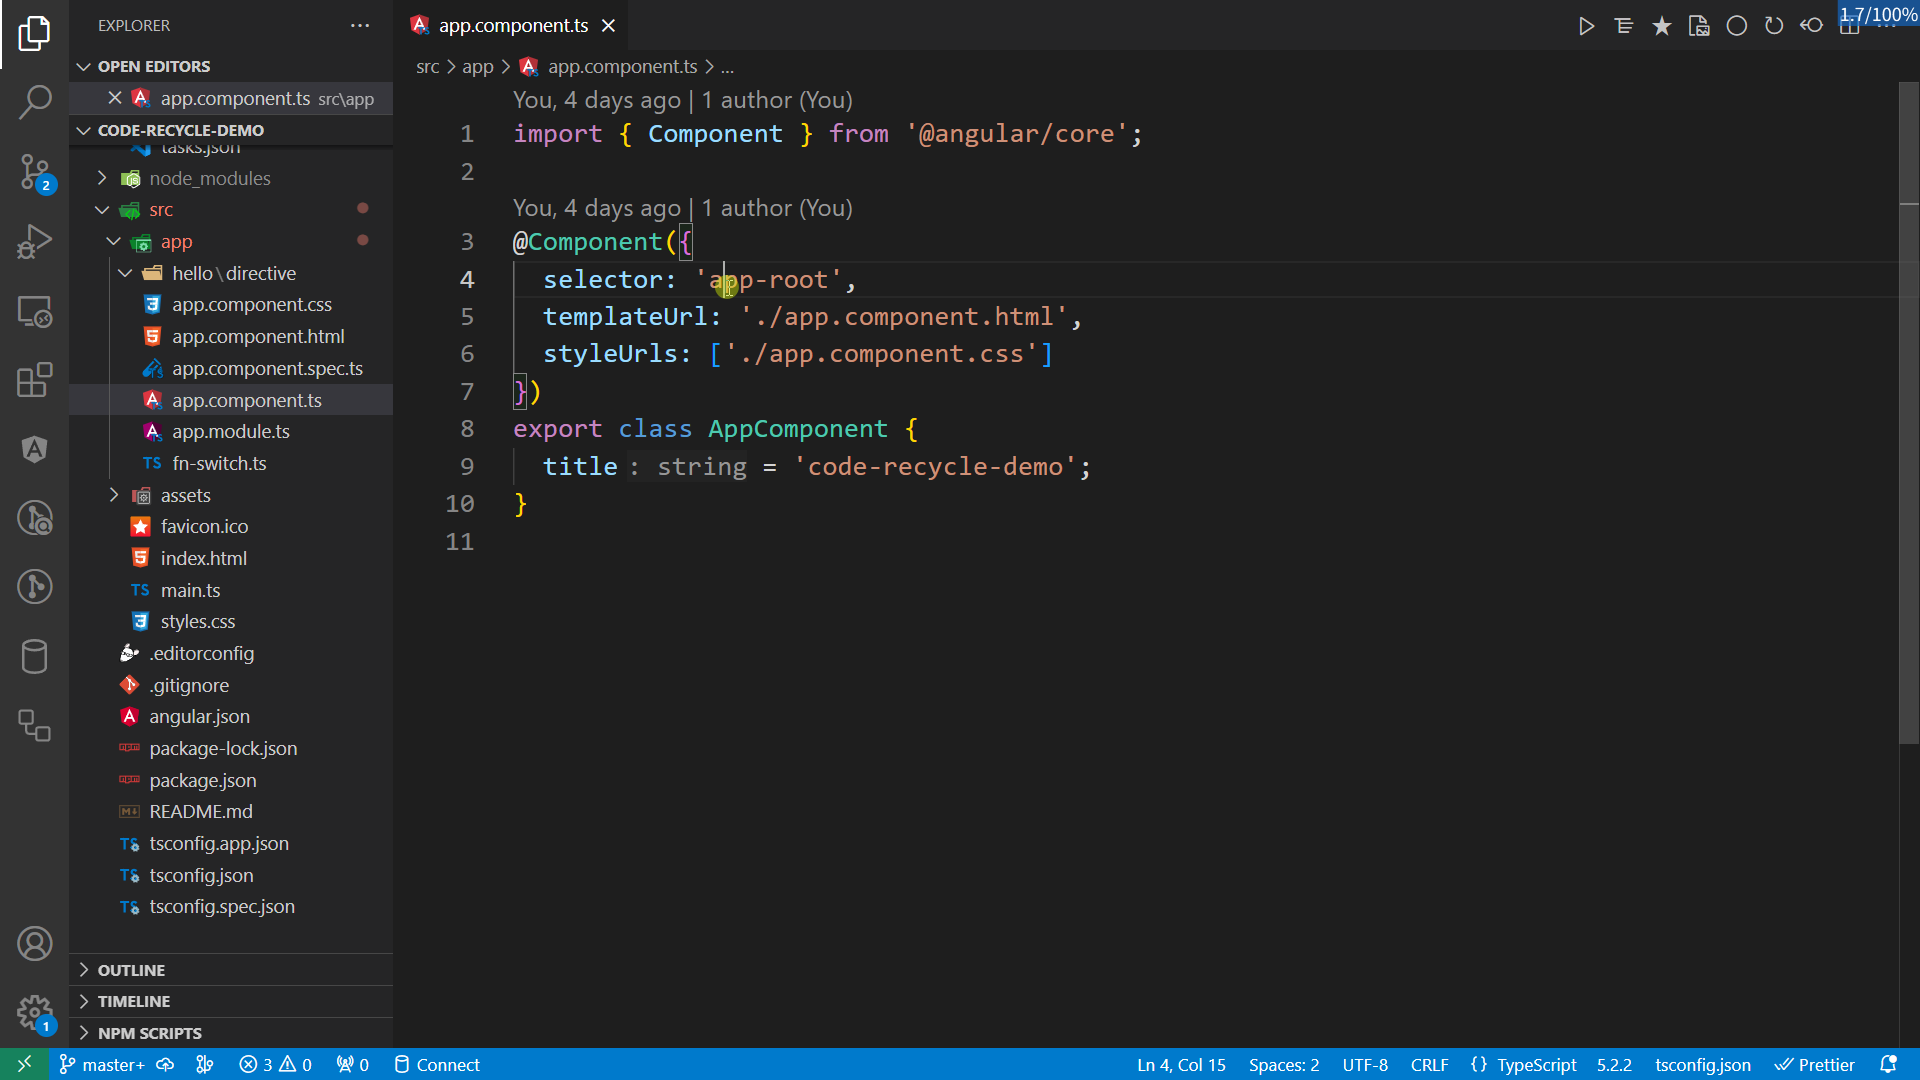 EXPLORER
OPEN EDITORS
app.component.ts src\app
CODE-RECYCLE-DEMO
tasks.json
node_modules
src
app
hello\directive
app.component.css
app.component.html
app.component.spec.ts
app.component.ts
app.module.ts
TS fn-switch.ts
assets
favicon.ico
index.html
TS main.ts
styles.css
.editorconfig
.gitignore
angular.json
package-lock.json
package.json
README.md
TS tsconfig.app.json
TS tsconfig.json
TS tsconfig.spec.json
OUTLINE
TIMELINE
NPM SCRIPTS
app.component.ts
1.7/100%
src > app > app.component.ts > ...
You, 4 days ago | 1 author (You)
1 import { Component } from '@angular/core';
2
You, 4 days ago | 1 author (You)
3 @Component({
4 selector: 'app-root',
5 templateUrl: './app.component.html',
6 styleUrls: ['./app.component.css']
7 })
8 export class AppComponent {
9 title: string = 'code-recycle-demo';
10 }
11
2
1
master+ 3 0 0 Connect Ln 4, Col 15 Spaces: 2 UTF-8 CRLF {} TypeScript 5.2.2 tsconfig.json Prettier